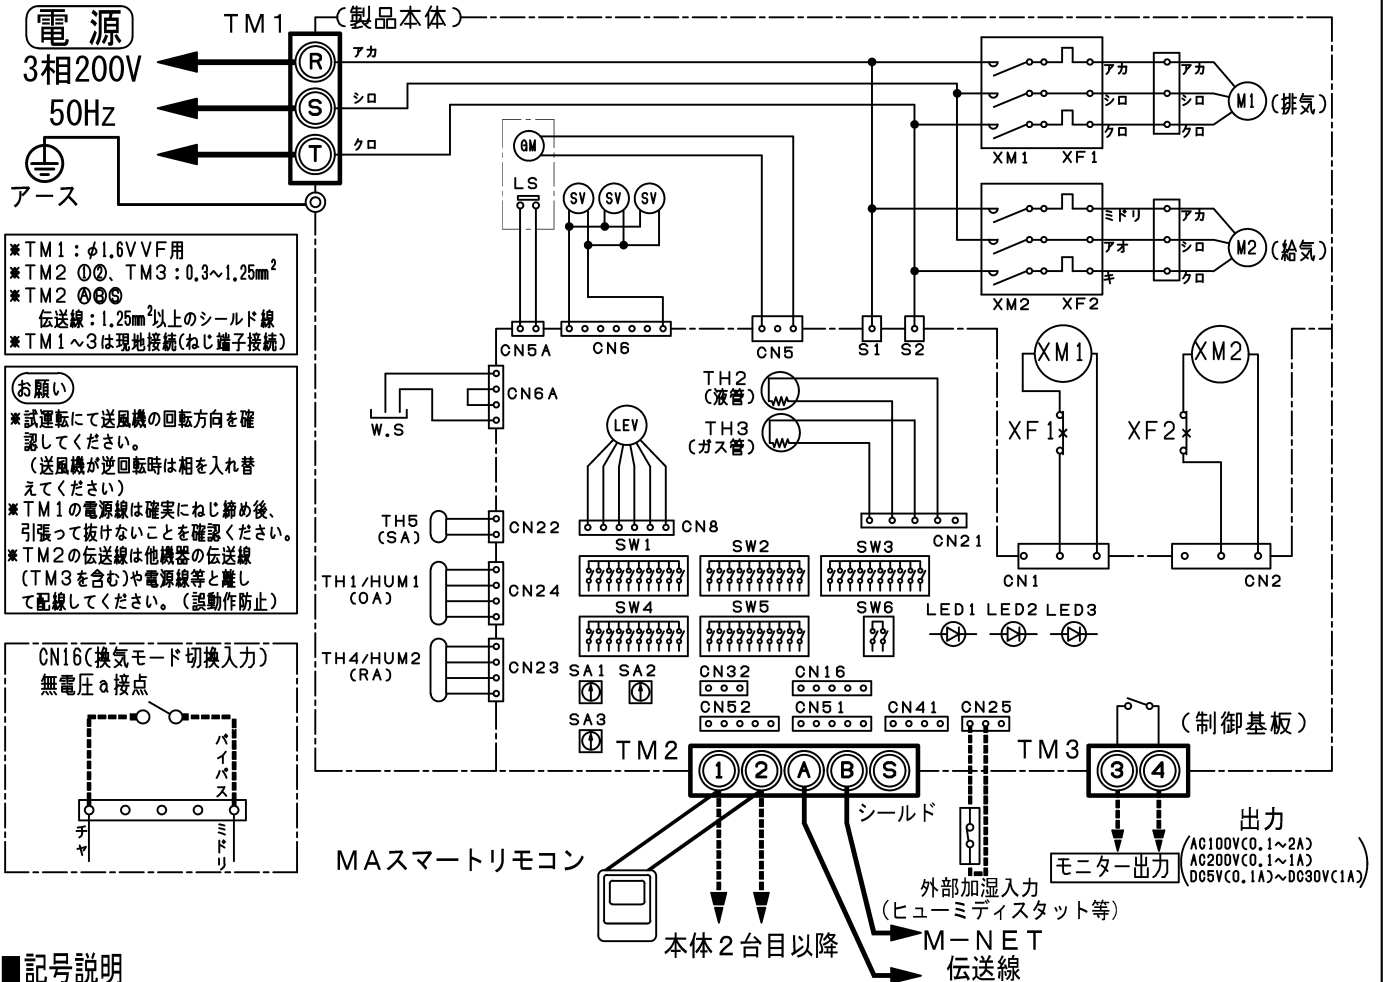 電源
3相200V
50Hz
アース
TM1
(製品本体)
R
S
T
アカ
シロ
クロ
GM
LS
SV SV SV
アカ
シロ
クロ
アカ
シロ
クロ
M1
(排気)
XM1 XF1
ミドリ
アオ
キ
アカ
シロ
クロ
M2
(給気)
XM2 XF2
※TM1:φ1.6VVF用
※TM2 ①②、TM3:0.3~1.25mm²
※TM2 ⒶⒷⓈ
伝送線:1.25mm²以上のシールド線
※TM1~3は現地接続(ねじ端子接続)
CN5A
CN6
CN5
S1
S2
お願い
※試運転にて送風機の回転方向を確
認してください。
(送風機が逆回転時は相を入れ替
えてください)
※TM1の電源線は確実にねじ締め後、
引張って抜けないことを確認ください。
※TM2の伝送線は他機器の伝送線
(TM3を含む)や電源線等と離し
て配線してください。(誤動作防止)
CN6A
W.S
LEV
TH2
(液管)
TH3
(ガス管)
XM1
XF1
XM2
XF2
TH5
(SA)
CN22
CN8
CN21
CN1
CN2
SW1
SW2
SW3
TH1/HUM1
(OA)
CN24
SW4
SW5
SW6
LED1 LED2 LED3
TH4/HUM2
(RA)
CN23
SA1
SA2
SA3
CN32
CN16
CN52
CN51
CN41
CN25
CN16(換気モード切換入力)
無電圧a接点
バイパス
チャ
ミドリ
TM2
1 2 A B S
シールド
TM3
3 4
(制御基板)
MAスマートリモコン
本体2台目以降
外部加湿入力
(ヒューミディスタット等)
M-NET
伝送線
モニター出力
出力
(AC100V(0.1~2A)
AC200V(0.1~1A)
DC5V(0.1A)~DC30V(1A))
■記号説明